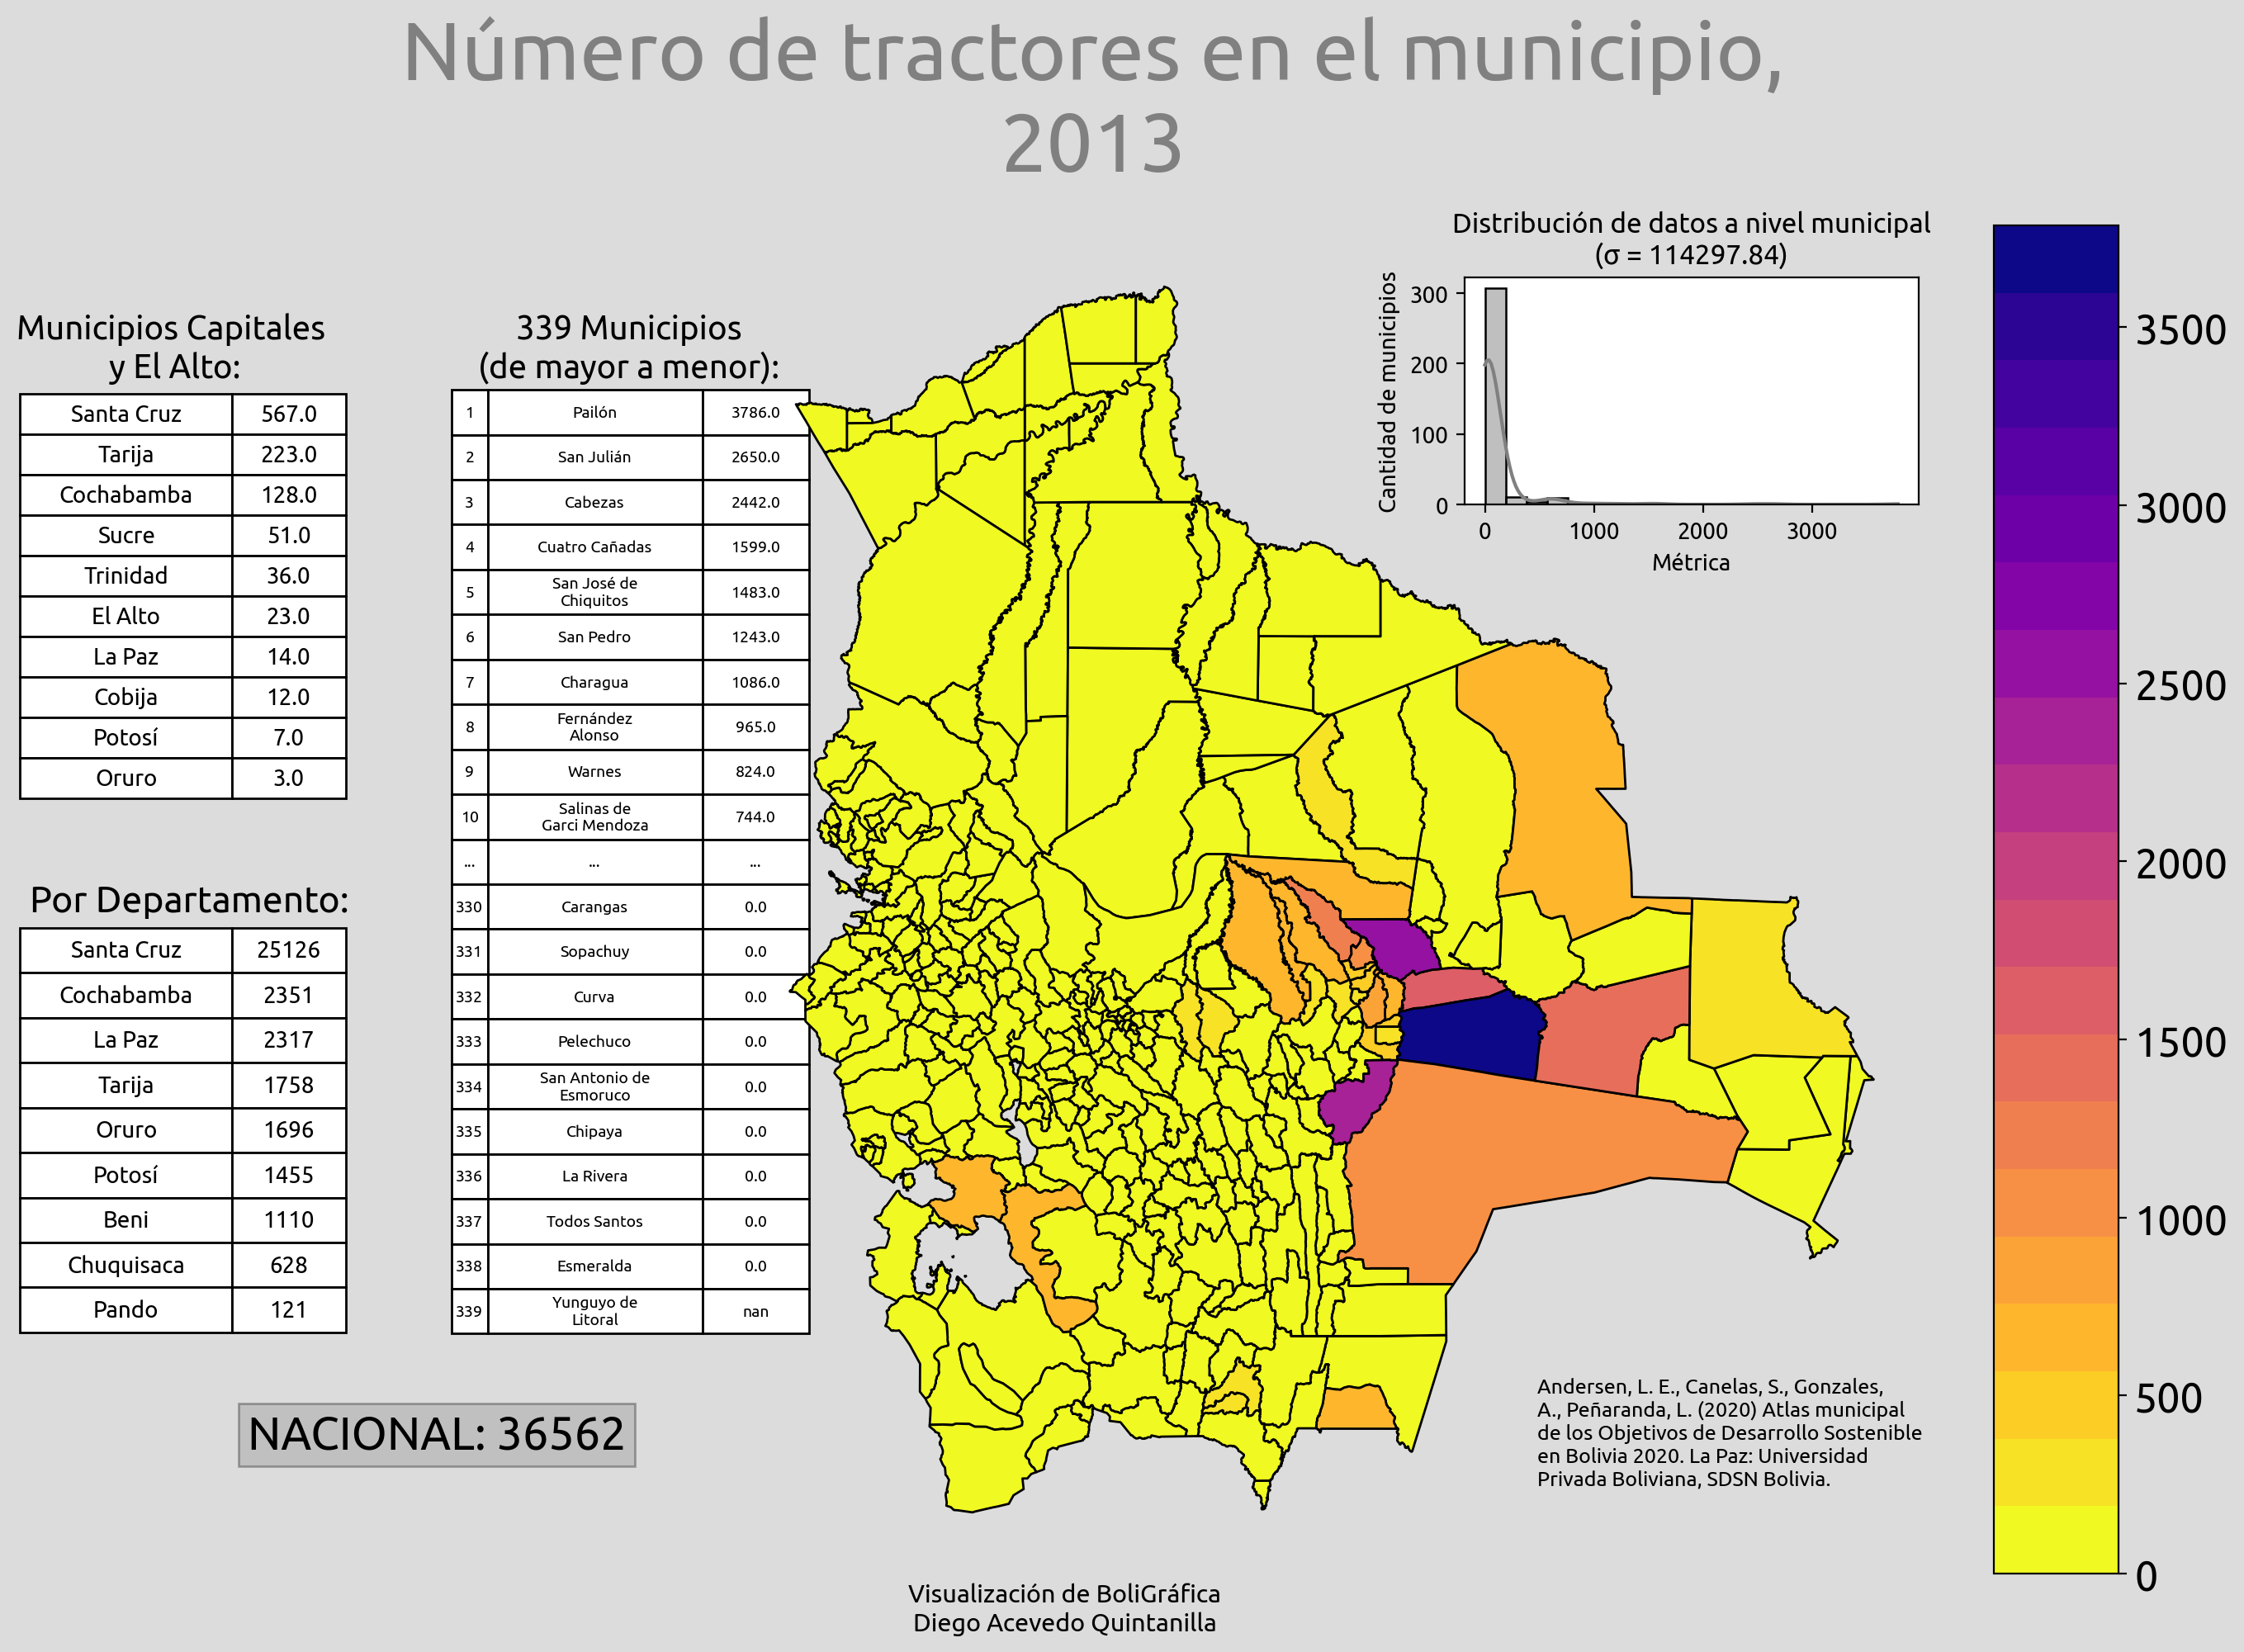 Número de tractores en el municipio,
2013
Municipios Capitales
y El Alto:
Santa Cruz 567.0
Tarija 223.0
Cochabamba 128.0
Sucre 51.0
Trinidad 36.0
El Alto 23.0
La Paz 14.0
Cobija 12.0
Potosí 7.0
Oruro 3.0
Por Departamento:
Santa Cruz 25126
Cochabamba 2351
La Paz 2317
Tarija 1758
Oruro 1696
Potosí 1455
Beni 1110
Chuquisaca 628
Pando 121
NACIONAL: 36562
339 Municipios
(de mayor a menor):
1 Pailón 3786.0
2 San Julián 2650.0
3 Cabezas 2442.0
4 Cuatro Cañadas 1599.0
5 San José de
Chiquitos 1483.0
6 San Pedro 1243.0
7 Charagua 1086.0
8 Fernández
Alonso 965.0
9 Warnes 824.0
10 Salinas de
Garci Mendoza 744.0
... ... ...
330 Carangas 0.0
331 Sopachuy 0.0
332 Curva 0.0
333 Pelechuco 0.0
334 San Antonio de
Esmoruco 0.0
335 Chipaya 0.0
336 La Rivera 0.0
337 Todos Santos 0.0
338 Esmeralda 0.0
339 Yunguyo de
Litoral nan
Distribución de datos a nivel municipal
(σ = 114297.84)
Cantidad de municipios
300
200
100
0
0 1000 2000 3000
Métrica
3500
3000
2500
2000
1500
1000
500
0
Andersen, L. E., Canelas, S., Gonzales,
A., Peñaranda, L. (2020) Atlas municipal
de los Objetivos de Desarrollo Sostenible
en Bolivia 2020. La Paz: Universidad
Privada Boliviana, SDSN Bolivia.
Visualización de BoliGráfica
Diego Acevedo Quintanilla